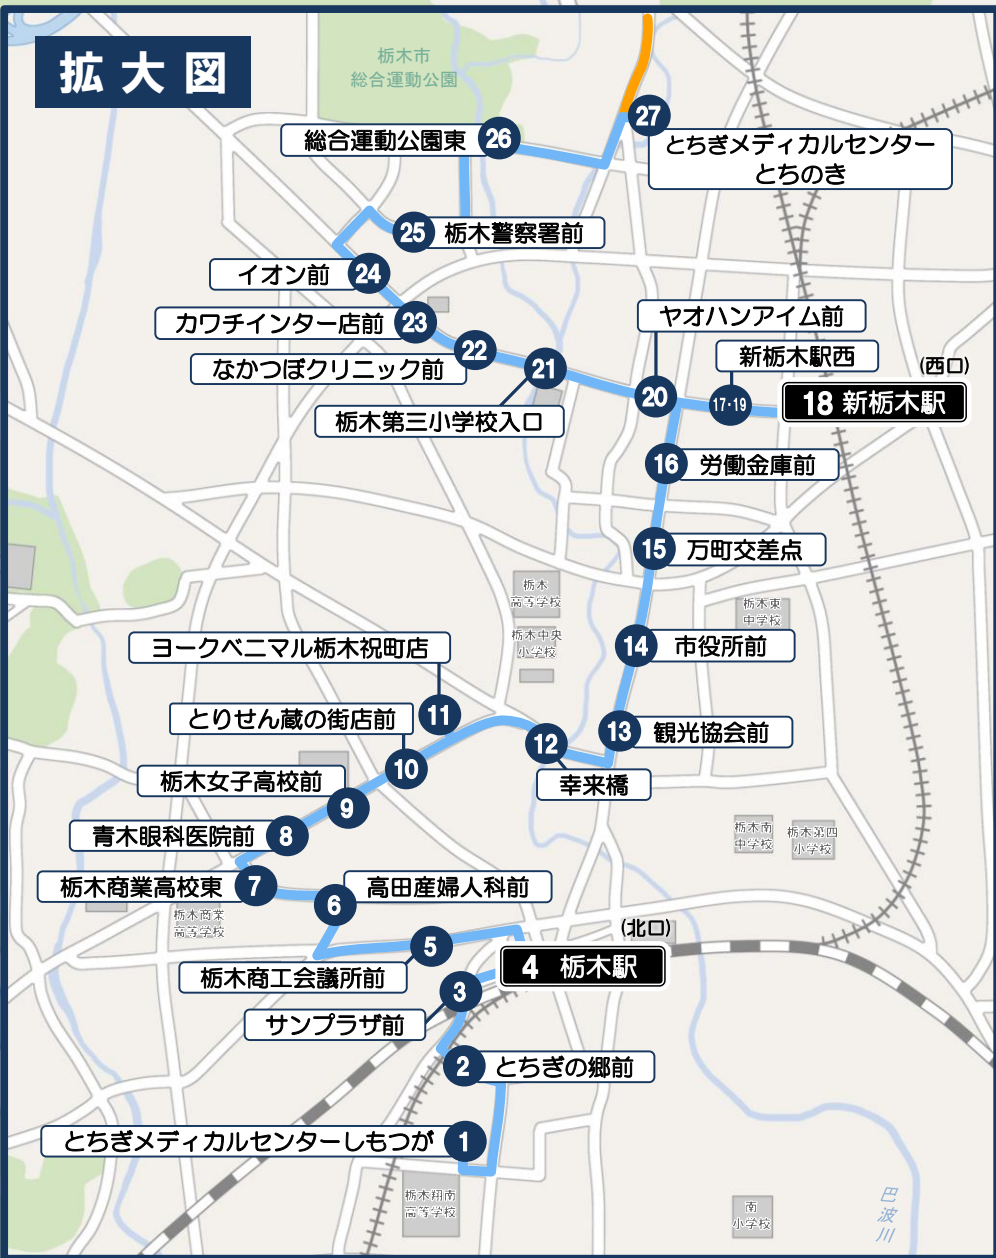 拡大図
栃木市
総合運動公園
27
とちぎメディカルセンター
とちのき
総合運動公園東
26
25
栃木警察署前
イオン前
24
カワチインター店前
23
ヤオハンアイム前
なかつぼクリニック前
22
21
新栃木駅西
(西口)
栃木第三小学校入口
20
17・19
18 新栃木駅
16
労働金庫前
15
万町交差点
栃木
高等学校
栃木東
中学校
栃木中央
小学校
ヨークベニマル栃木祝町店
14
市役所前
とりせん蔵の街店前
11
13
観光協会前
12
幸来橋
10
栃木女子高校前
9
青木眼科医院前
8
栃木南
中学校
栃木第四
小学校
栃木商業高校東
7
高田産婦人科前
6
栃木商業
高等学校
(北口)
5
栃木商工会議所前
4 栃木駅
3
サンプラザ前
2
とちぎの郷前
とちぎメディカルセンターしもつが
1
栃木翔南
高等学校
南
小学校
巴波川